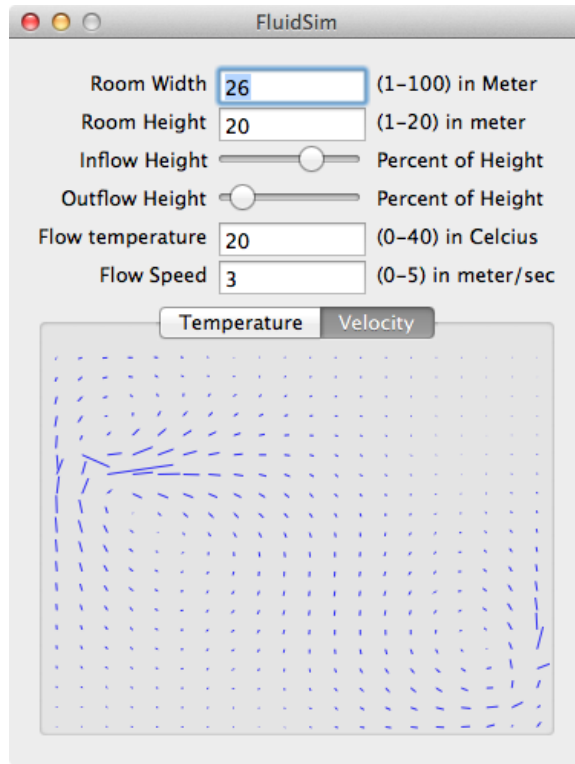 FluidSim
Room Width 26 (1-100) in Meter
Room Height 20 (1-20) in meter
Inflow Height Percent of Height
Outflow Height Percent of Height
Flow temperature 20 (0-40) in Celcius
Flow Speed 3 (0-5) in meter/sec
Temperature Velocity